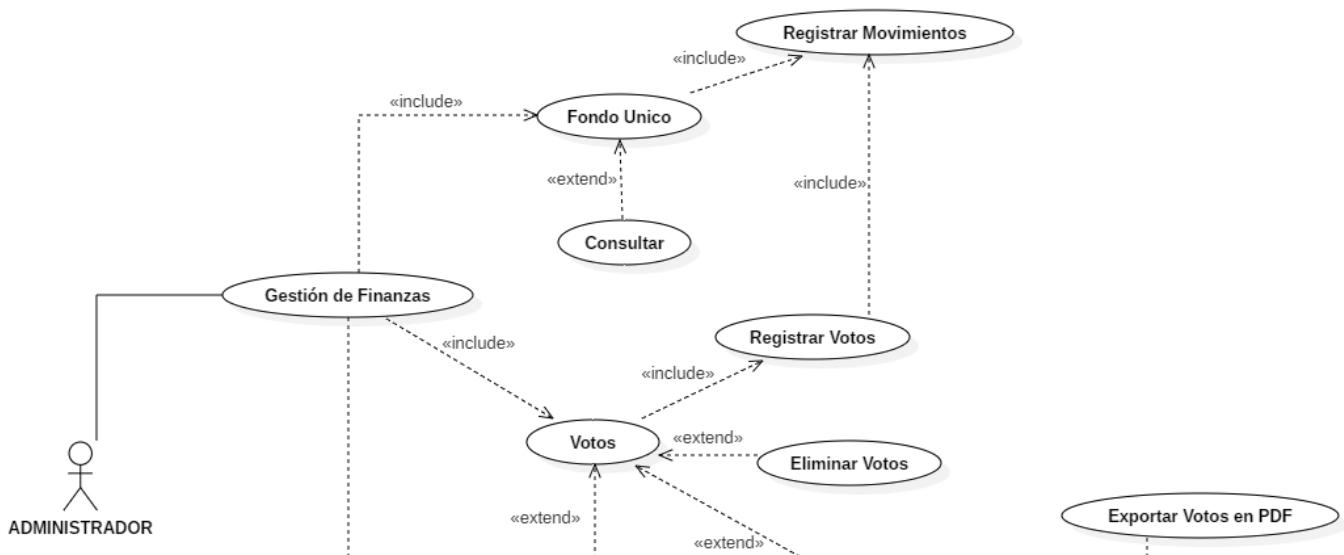 Registrar Movimientos
«include»
«include»
Fondo Unico
«extend»
«include»
Consultar
Gestión de Finanzas
Registrar Votos
«include»
«include»
Votos
«extend»
Eliminar Votos
«extend»
Exportar Votos en PDF
ADMINISTRADOR
«extend»